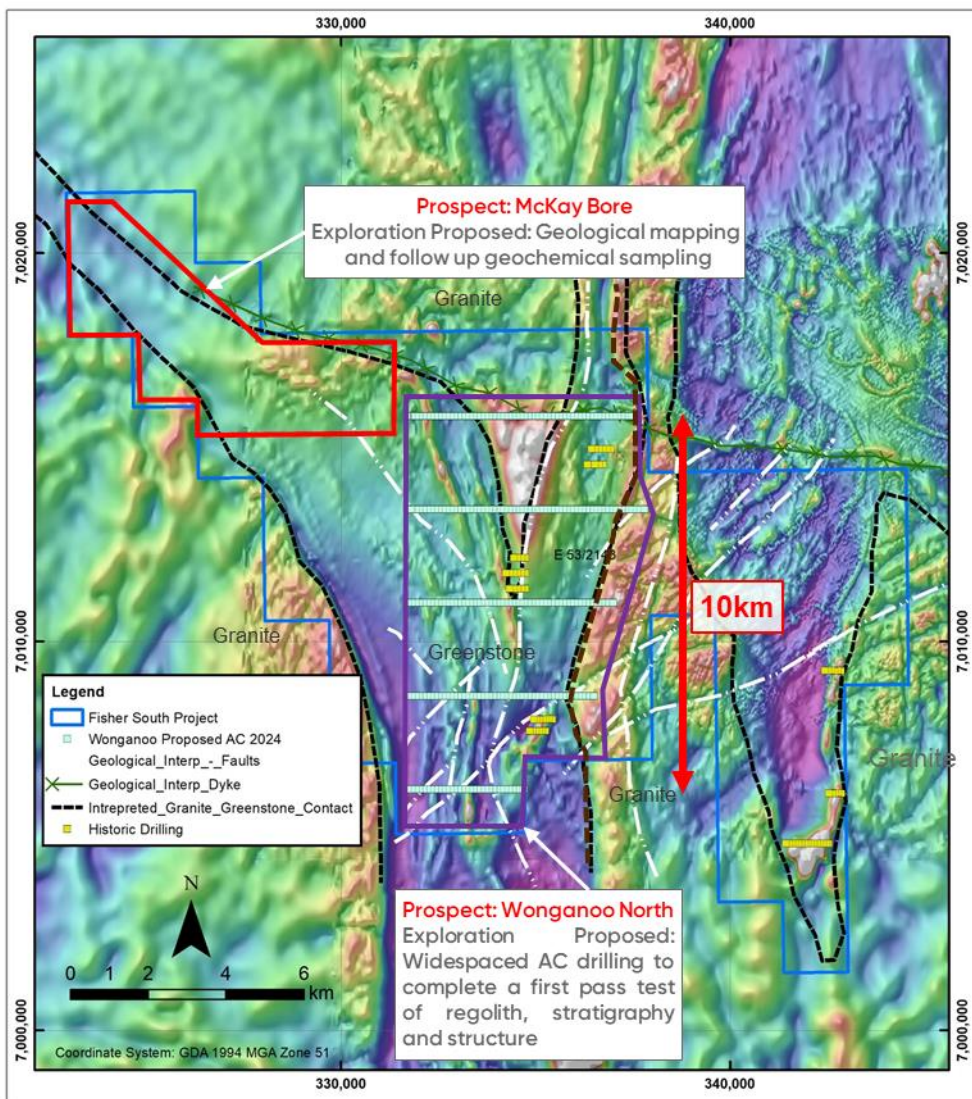 330,000
340,000
7,020,000
7,020,000
Prospect: McKay Bore
Exploration Proposed: Geological mapping
and follow up geochemical sampling
Granite
E 53/2148
10km
7,010,000
7,010,000
Granite
Greenstone
Legend
Fisher South Project
Wonganoo Proposed AC 2024
Geological_Interp_-_Faults
Geological_Interp_Dyke
Intrepreted_Granite_Greenstone_Contact
Historic Drilling
Granite
Granite
Prospect: Wonganoo North
Exploration Proposed:
Widespaced AC drilling to
complete a first pass test
of regolith, stratigraphy
and structure
N
0 2 4 6
km
7,000,000
7,000,000
Coordinate System: GDA 1994 MGA Zone 51
330,000
340,000